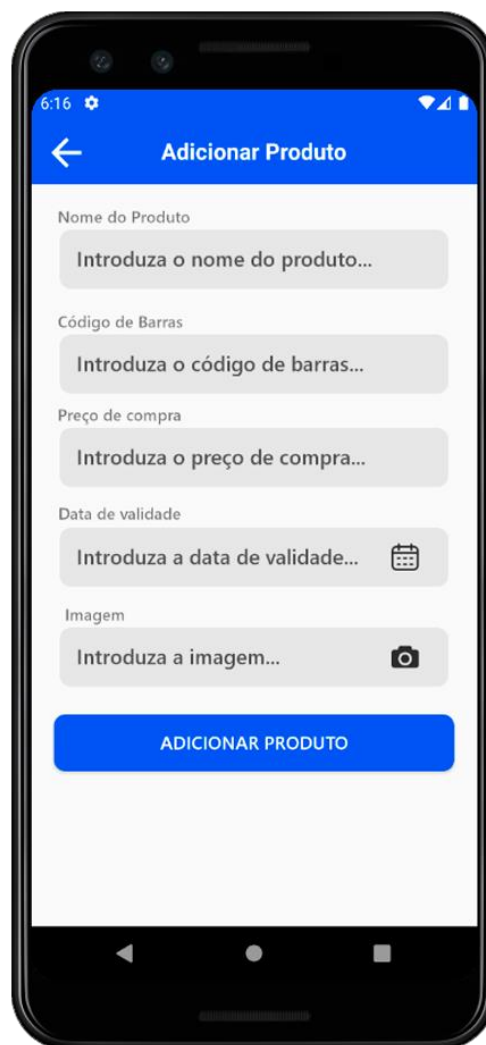 6:16
Adicionar Produto
Nome do Produto
Introduza o nome do produto...
Código de Barras
Introduza o código de barras...
Preço de compra
Introduza o preço de compra...
Data de validade
Introduza a data de validade...
Imagem
Introduza a imagem...
ADICIONAR PRODUTO